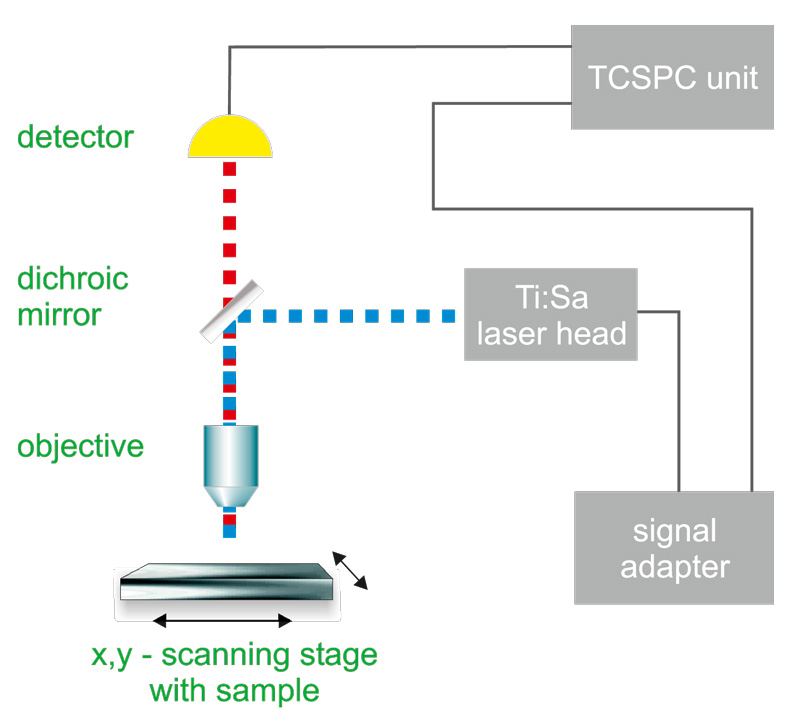 TCSPC unit
detector
dichroic
mirror
Ti:Sa
laser head
objective
signal
adapter
x,y - scanning stage
with sample